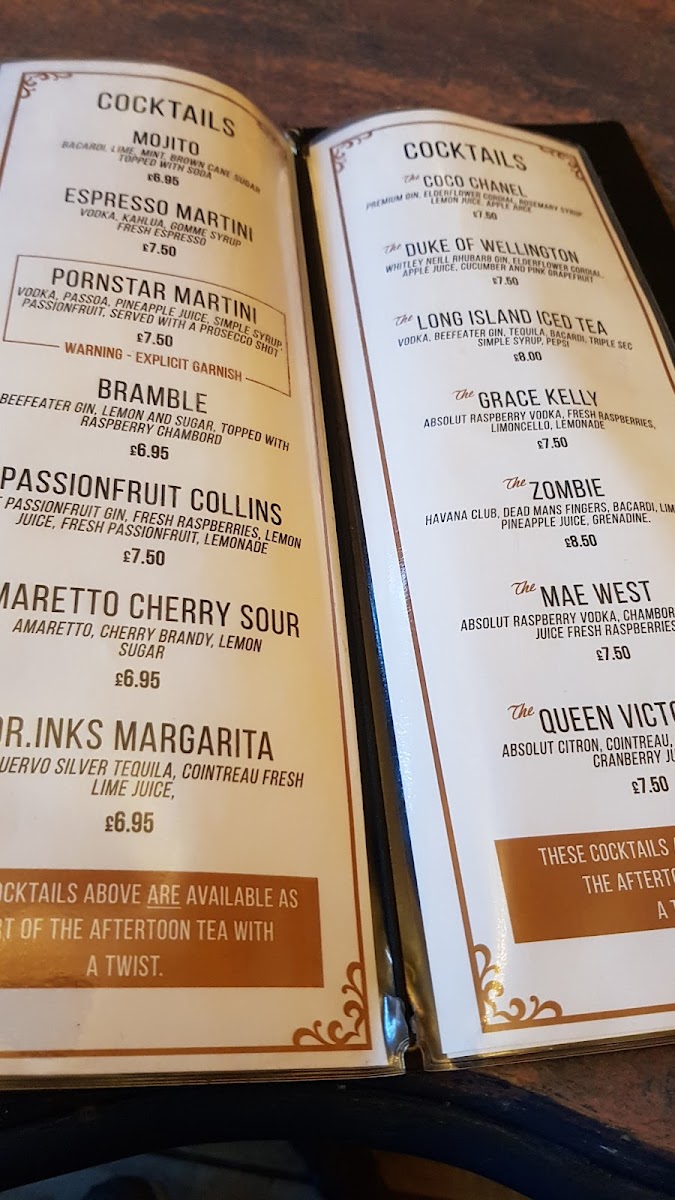 COCKTAILS
MOJITO
BACARDI, LIME, MINT, BROWN CANE SUGAR
TOPPED WITH SODA
£6.95
ESPRESSO MARTINI
VODKA, KAHLUA, GOMME SYRUP
FRESH ESPRESSO
£7.50
PORNSTAR MARTINI
VODKA, PASSOA, PINEAPPLE JUICE, SIMPLE SYRUP,
PASSIONFRUIT, SERVED WITH A PROSECCO SHOT
£7.50
WARNING - EXPLICIT GARNISH
BRAMBLE
BEEFEATER GIN, LEMON AND SUGAR, TOPPED WITH
RASPBERRY CHAMBORD
£6.95
PASSIONFRUIT COLLINS
PASSIONFRUIT GIN, FRESH RASPBERRIES, LEMON
JUICE, FRESH PASSIONFRUIT, LEMONADE
£7.50
MARETTO CHERRY SOUR
AMARETTO, CHERRY BRANDY, LEMON
SUGAR
£6.95
DR.INKS MARGARITA
UERVO SILVER TEQUILA, COINTREAU FRESH
LIME JUICE,
£6.95
OCKTAILS ABOVE ARE AVAILABLE AS
RT OF THE AFTERTOON TEA WITH
A TWIST.
COCKTAILS
The COCO CHANEL
PREMIUM GIN, ELDERFLOWER CORDIAL, ROSEMARY SYRUP
LEMON JUICE, APPLE JUICE
£7.50
The DUKE OF WELLINGTON
WHITLEY NEILL RHUBARB GIN, ELDERFLOWER CORDIAL,
APPLE JUICE, CUCUMBER AND PINK GRAPEFRUIT
£7.50
The LONG ISLAND ICED TEA
VODKA, BEEFEATER GIN, TEQUILA, BACARDI, TRIPLE SEC
SIMPLE SYRUP, PEPSI
£8.00
The GRACE KELLY
ABSOLUT RASPBERRY VODKA, FRESH RASPBERRIES,
LIMONCELLO, LEMONADE
£7.50
The ZOMBIE
HAVANA CLUB, DEAD MANS FINGERS, BACARDI, LIM
PINEAPPLE JUICE, GRENADINE.
£8.50
The MAE WEST
ABSOLUT RASPBERRY VODKA, CHAMBOR
JUICE FRESH RASPBERRIES
£7.50
The QUEEN VICTO
ABSOLUT CITRON, COINTREAU,
CRANBERRY JU
£7.50
THESE COCKTAILS
THE AFTERTO
A T